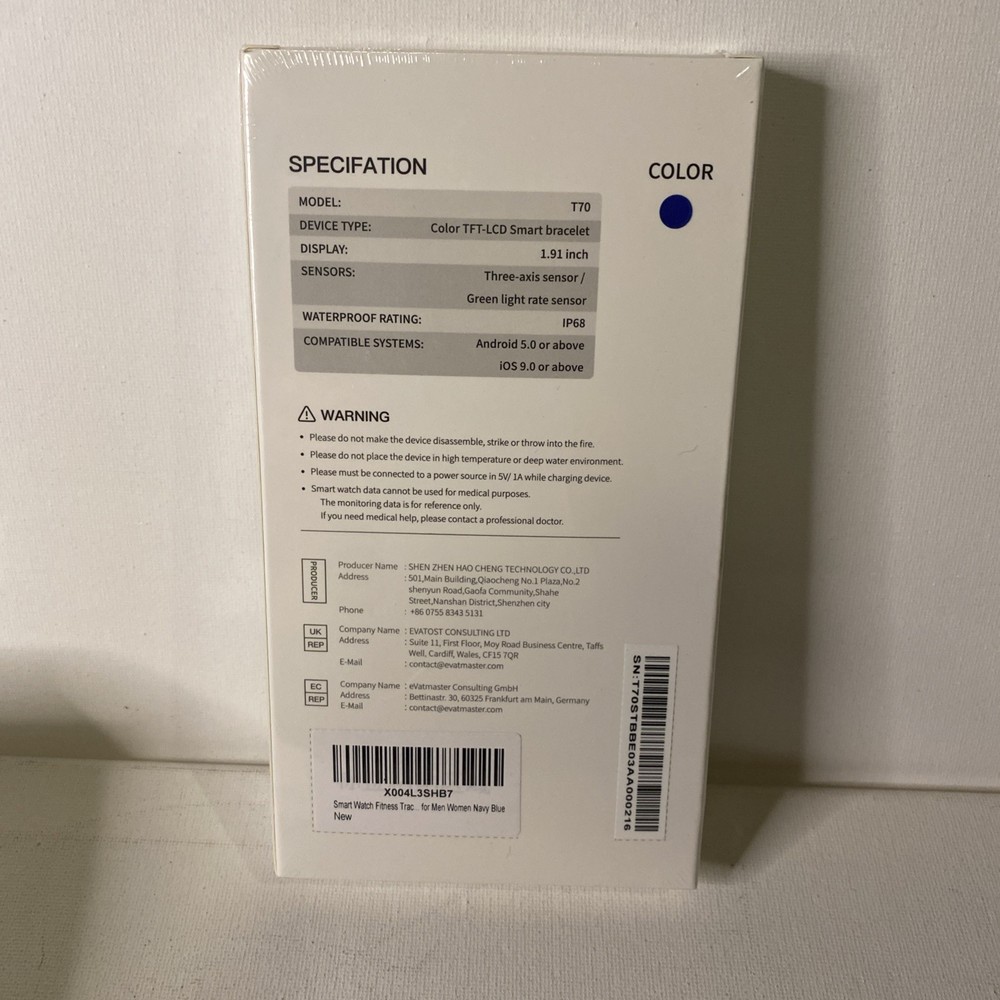 SPECIFATION
COLOR
MODEL: T70
DEVICE TYPE: Color TFT-LCD Smart bracelet
DISPLAY: 1.91 inch
SENSORS: Three-axis sensor /
Green light rate sensor
WATERPROOF RATING: IP68
COMPATIBLE SYSTEMS: Android 5.0 or above
iOS 9.0 or above
WARNING
• Please do not make the device disassemble, strike or throw into the fire.
• Please do not place the device in high temperature or deep water environment.
• Please must be connected to a power source in 5V/ 1A while charging device.
• Smart watch data cannot be used for medical purposes.
The monitoring data is for reference only.
If you need medical help, please contact a professional doctor.
PRODUCER
Producer Name : SHEN ZHEN HAO CHENG TECHNOLOGY CO.,LTD
Address : 501,Main Building,Qiaocheng No.1 Plaza,No.2
shenyun Road,Gaofa Community,Shahe
Street,Nanshan District,Shenzhen city
Phone : +86 0755 8343 5131
UK REP
Company Name : EVATOST CONSULTING LTD
Address : Suite 11, First Floor, Moy Road Business Centre, Taffs
Well, Cardiff, Wales, CF15 7QR
E-Mail : contact@evatmaster.com
EC REP
Company Name : eVatmaster Consulting GmbH
Address : Bettinastr. 30, 60325 Frankfurt am Main, Germany
E-Mail : contact@evatmaster.com
X004L3SHB7
Smart Watch Fitness Trac... for Men Women Navy Blue
New
SN:T70STBBE03AA000216